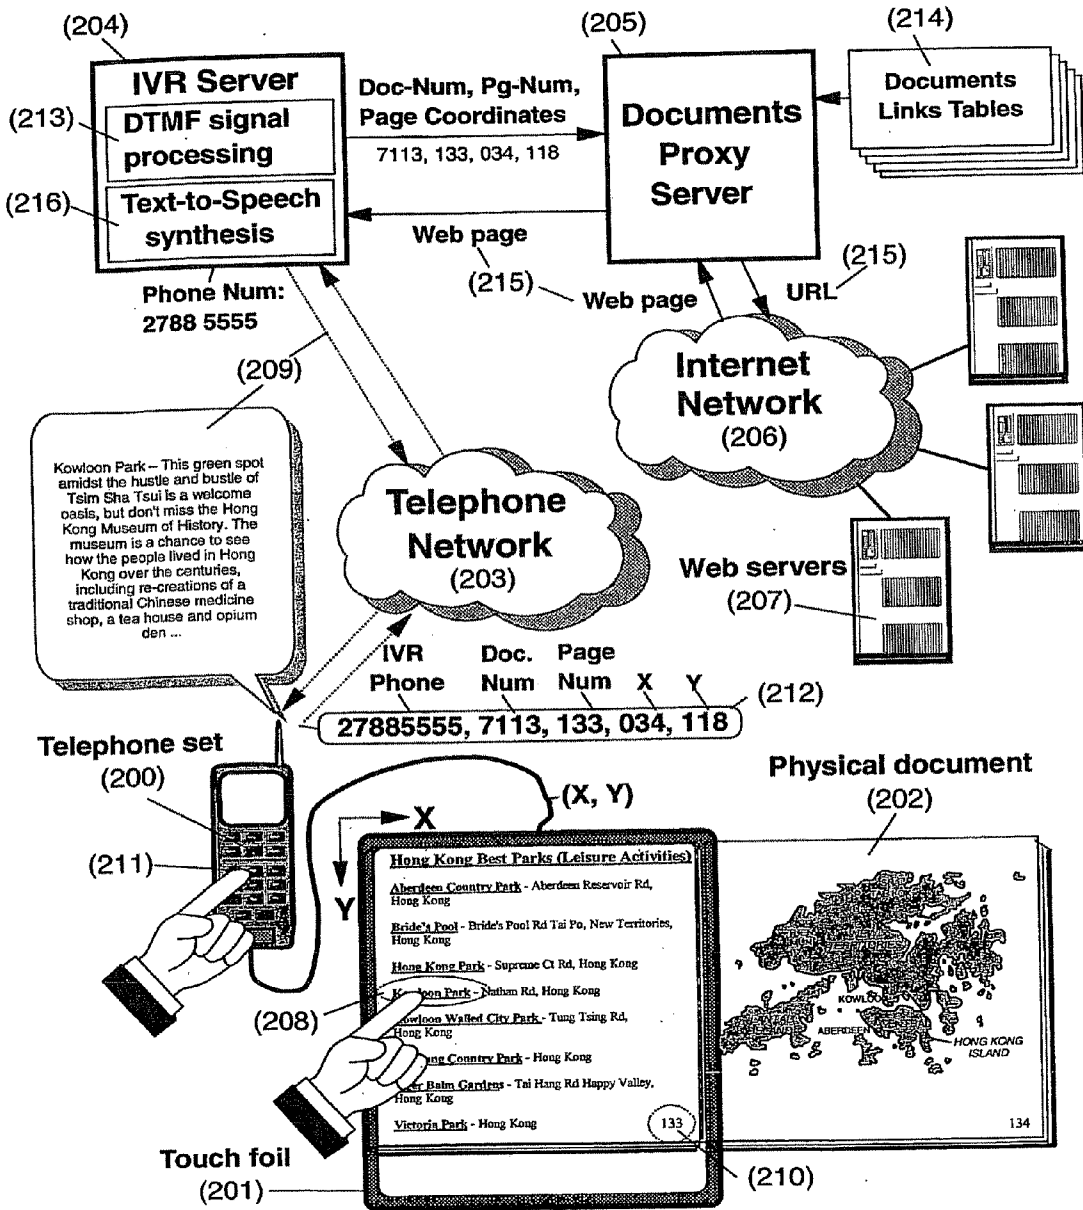 (204)
(205)
(214)
IVR Server
(213)
DTMF signal
processing
(216)
Text-to-Speech
synthesis
Doc-Num, Pg-Num,
Page Coordinates
7113, 133, 034, 118
Documents
Proxy
Server
Documents
Links Tables
Web page
(215)
Web page
URL
(215)
Phone Num:
2788 5555
(209)
Internet
Network
(206)
Kowloon Park – This green spot
amidst the hustle and bustle of
Tsim Sha Tsui is a welcome
oasis, but don't miss the Hong
Kong Museum of History. The
museum is a chance to see
how the people lived in Hong
Kong over the centuries,
including re-creations of a
traditional Chinese medicine
shop, a tea house and opium
den ...
Telephone
Network
(203)
Web servers
(207)
IVR Doc. Page
Phone Num Num X Y
(212)
27885555, 7113, 133, 034, 118
Telephone set
(200)
(211)
(X, Y)
X
Y
Physical document
(202)
Hong Kong Best Parks (Leisure Activities)
Aberdeen Country Park - Aberdeen Reservoir Rd,
Hong Kong
Bride's Pool - Bride's Pool Rd Tai Po, New Territories,
Hong Kong
Hong Kong Park - Supreme Ct Rd, Hong Kong
Kowloon Park - Nathan Rd, Hong Kong
(208)
Kowloon Walled City Park - Tung Tsing Rd,
Hong Kong
Country Park - Hong Kong
Balm Gardens - Tai Hang Rd Happy Valley,
Hong Kong
Victoria Park - Hong Kong
133
KOWLOON
ABERDEEN
HONG KONG
ISLAND
134
Touch foil
(201)
(210)